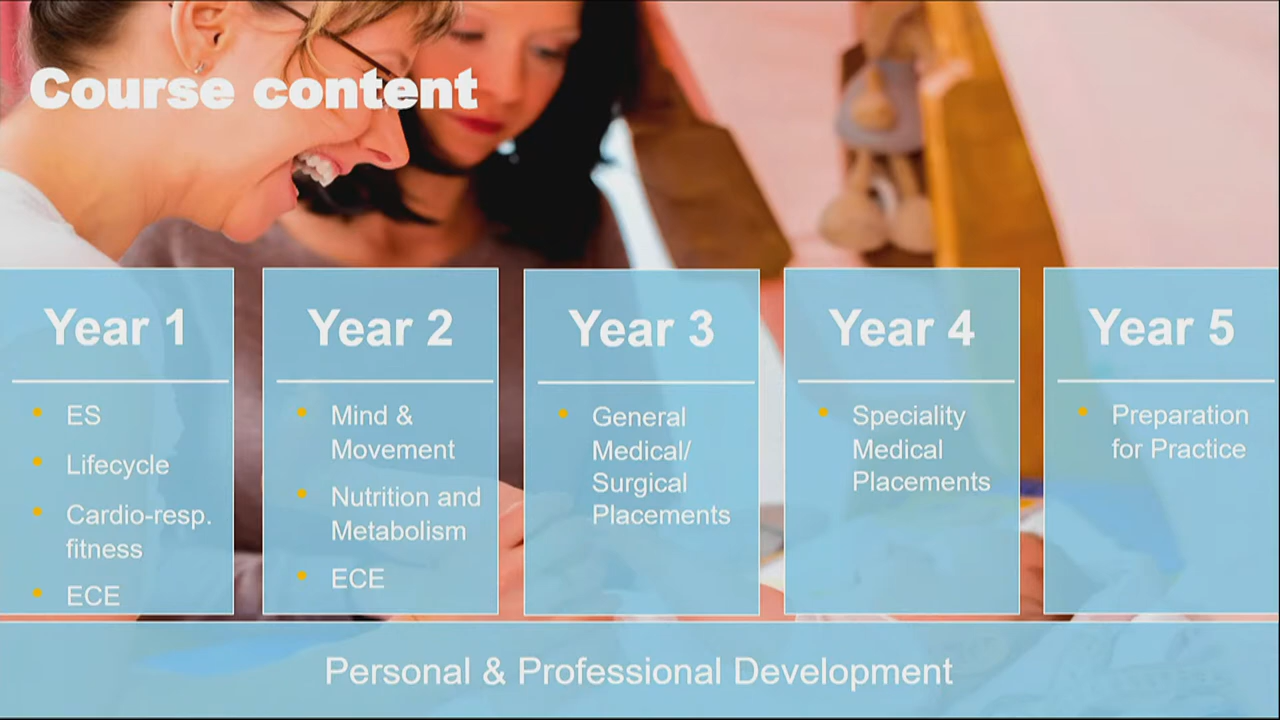 Course content
Year 1
ES
Lifecycle
Cardio-resp.
fitness
ECE
Year 2
Mind &
Movement
Nutrition and
Metabolism
ECE
Year 3
General
Medical/
Surgical
Placements
Year 4
Speciality
Medical
Placements
Year 5
Preparation
for Practice
Personal & Professional Development